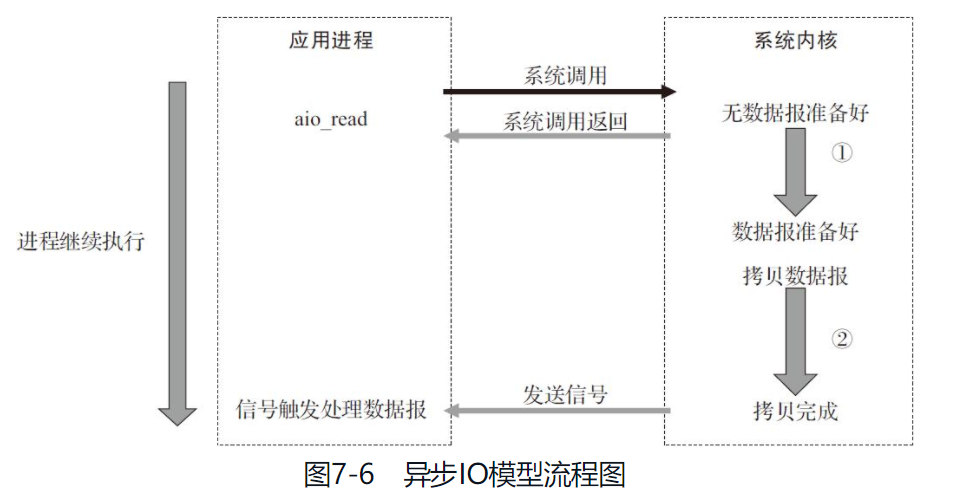 应用进程
系统内核
系统调用
aio_read
无数据报准备好
系统调用返回
①
进程继续执行
数据报准备好
拷贝数据报
②
发送信号
信号触发处理数据报
拷贝完成
图7-6 异步IO模型流程图